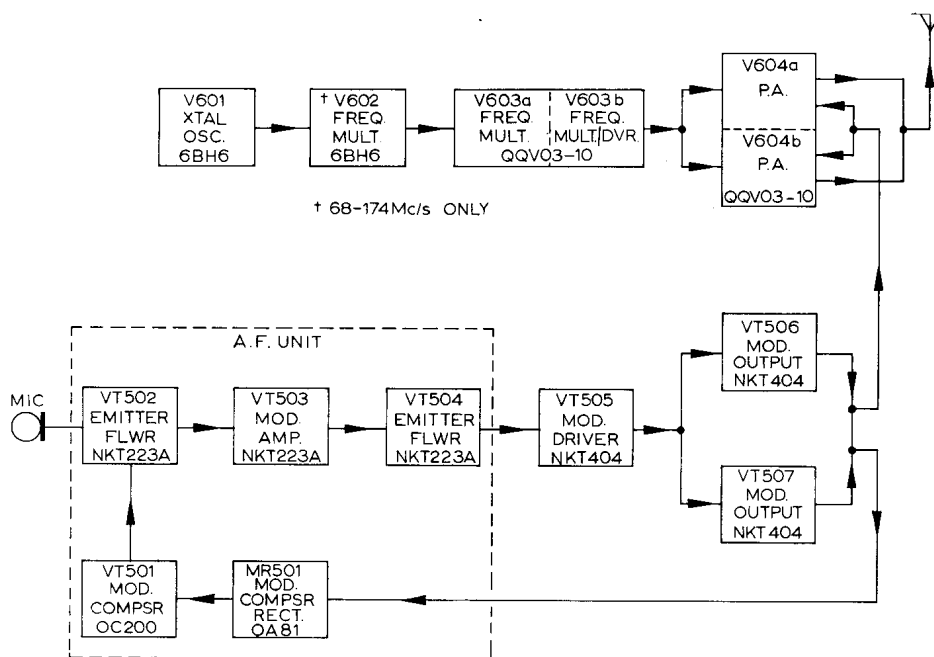 V601
XTAL
OSC.
6BH6
† V602
FREQ.
MULT.
6BH6
V603a
FREQ.
MULT.
V603b
FREQ.
MULT./DVR.
QQV03-10
V604a
P.A.
V604b
P.A.
QQV03-10
† 68-174Mc/s ONLY
A.F. UNIT
MIC
VT502
EMITTER
FLWR
NKT223A
VT503
MOD.
AMP.
NKT223A
VT504
EMITTER
FLWR
NKT223A
VT505
MOD.
DRIVER
NKT404
VT506
MOD.
OUTPUT
NKT404
VT507
MOD.
OUTPUT
NKT404
VT501
MOD.
COMPSR
OC200
MR501
MOD.
COMPSR
RECT.
OA81